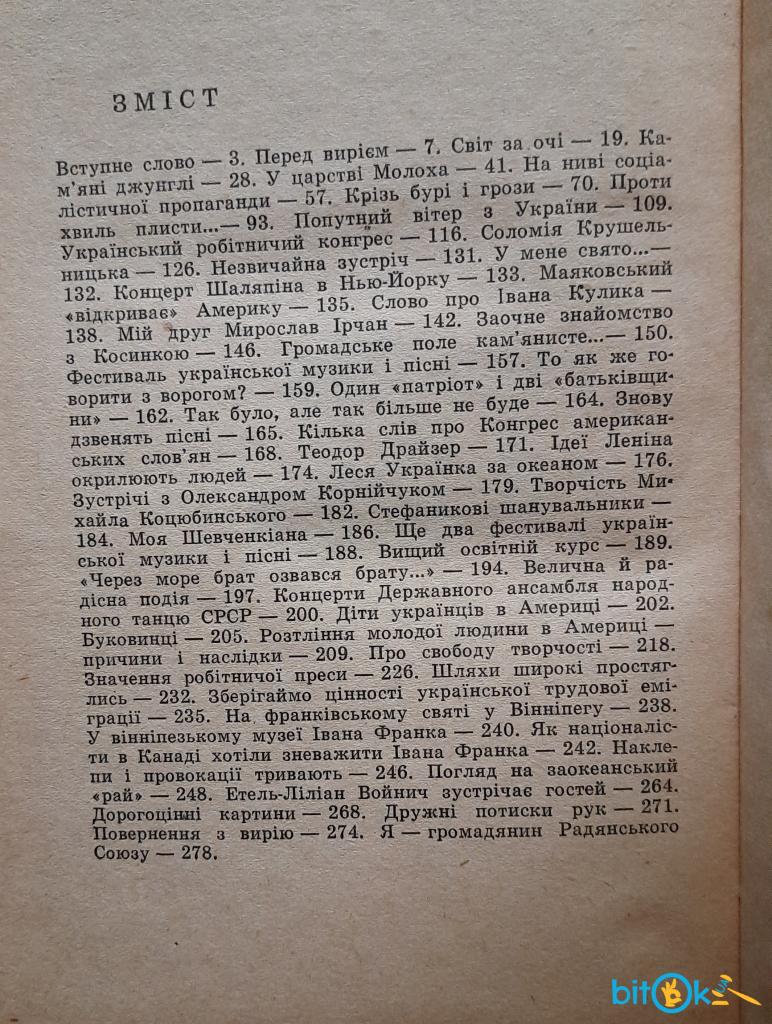 ЗМІСТ
Вступне слово — 3. Перед вирієм — 7. Світ за очі — 19. Ка-
м'яні джунглі — 28. У царстві Молоха — 41. На ниві соціа-
лістичної пропаганди — 57. Крізь бурі і грози — 70. Проти
хвиль плисти...— 93. Попутний вітер з України — 109.
Український робітничий конгрес — 116. Соломія Крушель-
ницька — 126. Незвичайна зустріч — 131. У мене свято...—
132. Концерт Шаляпіна в Нью-Йорку — 133. Маяковський
«відкриває» Америку — 135. Слово про Івана Кулика —
138. Мій друг Мирослав Ірчан — 142. Заочне знайомство
з Косинкою — 146. Громадське поле кам'янисте...— 150.
Фестиваль української музики і пісні — 157. То як же го-
ворити з ворогом? — 159. Один «патріот» і дві «батьківщи-
ни» — 162. Так було, але так більше не буде — 164. Знову
дзвенять пісні — 165. Кілька слів про Конгрес американ-
ських слов'ян — 168. Теодор Драйзер — 171. Ідеї Леніна
окрилюють людей — 174. Леся Українка за океаном — 176.
Зустрічі з Олександром Корнійчуком — 179. Творчість Ми-
хайла Коцюбинського — 182. Стефаникові шанувальники —
184. Моя Шевченкіана — 186. Ще два фестивалі україн-
ської музики і пісні — 188. Вищий освітній курс — 189.
«Через море брат озвався брату...» — 194. Велична й ра-
дісна подія — 197. Концерти Державного ансамбля народ-
ного танцю СРСР — 200. Діти українців в Америці — 202.
Буковинці — 205. Розтління молодої людини в Америці —
причини і наслідки — 209. Про свободу творчості — 218.
Значення робітничої преси — 226. Шляхи широкі простяг-
лись — 232. Зберігаймо цінності української трудової емі-
грації — 235. На франківському святі у Вінніпегу — 238.
У вінніпезькому музеї Івана Франка — 240. Як націоналіс-
ти в Канаді хотіли зневажити Івана Франка — 242. Накле-
пи і провокації тривають — 246. Погляд на заокеанський
«рай» — 248. Етель-Ліліан Войнич зустрічає гостей — 264.
Дорогоцінні картини — 268. Дружні потиски рук — 271.
Повернення з вирію — 274. Я — громадянин Радянського
Союзу — 278.
bitok.ua